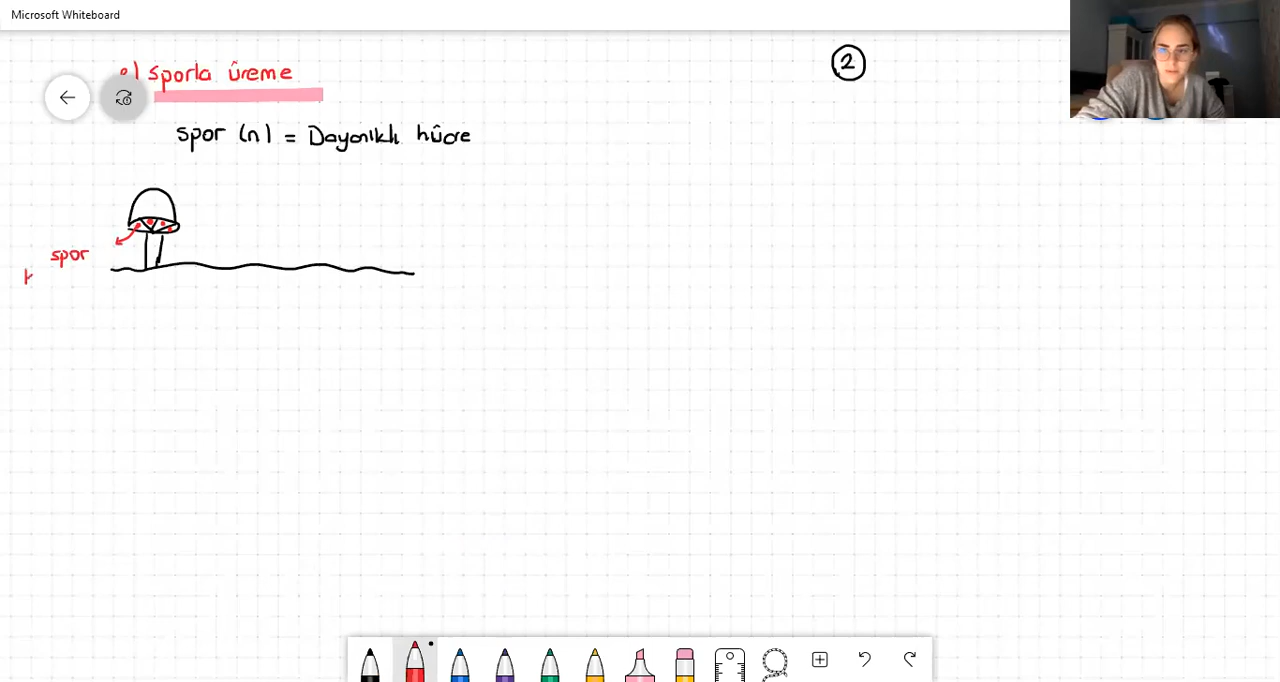 Microsoft Whiteboard
e) Sporla üreme
2
Spor (n) = Dayanıklı hücre
spor